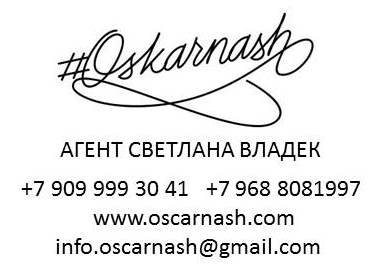 #Oskarnash
АГЕНТ СВЕТЛАНА ВЛАДЕК
+7 909 999 30 41 +7 968 8081997
www.oscarnash.com
info.oscarnash@gmail.com